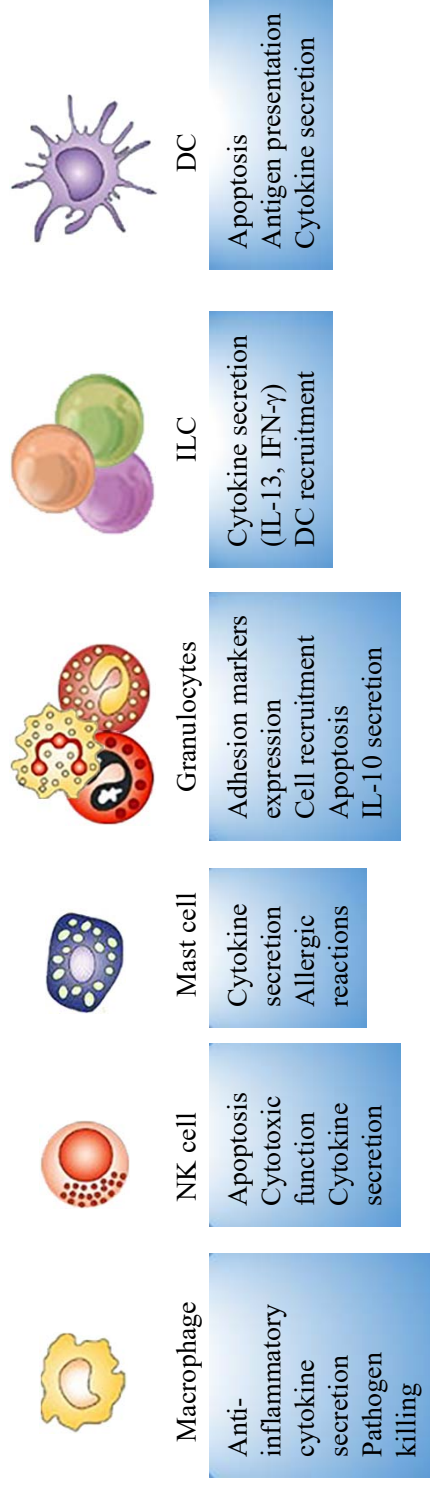 Macrophage
Anti-
inflammatory
cytokine
secretion
Pathogen
killing
NK cell
Apoptosis
Cytotoxic
function
Cytokine
secretion
Mast cell
Cytokine
secretion
Allergic
reactions
Granulocytes
Adhesion markers
expression
Cell recruitment
Apoptosis
IL-10 secretion
ILC
Cytokine secretion
(IL-13, IFN-γ)
DC recruitment
DC
Apoptosis
Antigen presentation
Cytokine secretion